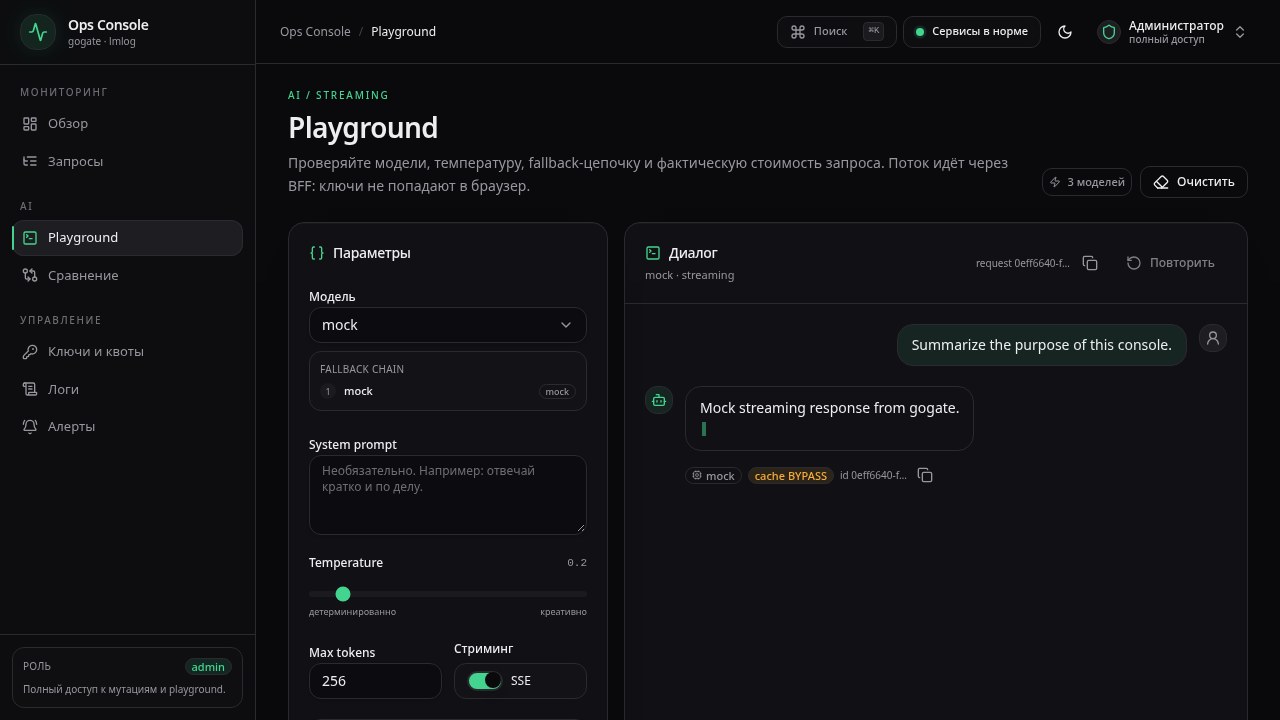 Ops Console
gogate · lmlog
МОНИТОРИНГ
Обзор
Запросы
AI
Playground
Сравнение
УПРАВЛЕНИЕ
Ключи и квоты
Логи
Алерты
РОЛЬ
admin
Полный доступ к мутациям и playground.
Ops Console / Playground
Поиск ⌘K
Сервисы в норме
Администратор
полный доступ
AI / STREAMING
Playground
Проверяйте модели, температуру, fallback-цепочку и фактическую стоимость запроса. Поток идёт через
BFF: ключи не попадают в браузер.
3 моделей
Очистить
Параметры
Модель
mock
FALLBACK CHAIN
1 mock mock
System prompt
Необязательно. Например: отвечай
кратко и по делу.
Temperature 0.2
детерминированно креативно
Max tokens
256
Стриминг
SSE
Диалог
mock · streaming
request 0eff6640-f…
Повторить
Summarize the purpose of this console.
Mock streaming response from gogate.
mock cache BYPASS id 0eff6640-f…